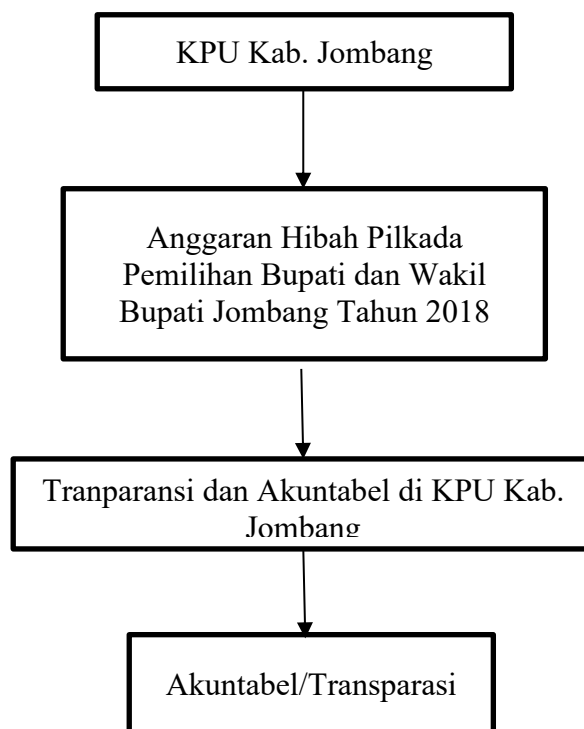 KPU Kab. Jombang
Anggaran Hibah Pilkada
Pemilihan Bupati dan Wakil
Bupati Jombang Tahun 2018
Tranparansi dan Akuntabel di KPU Kab.
Jombang
Akuntabel/Transparasi